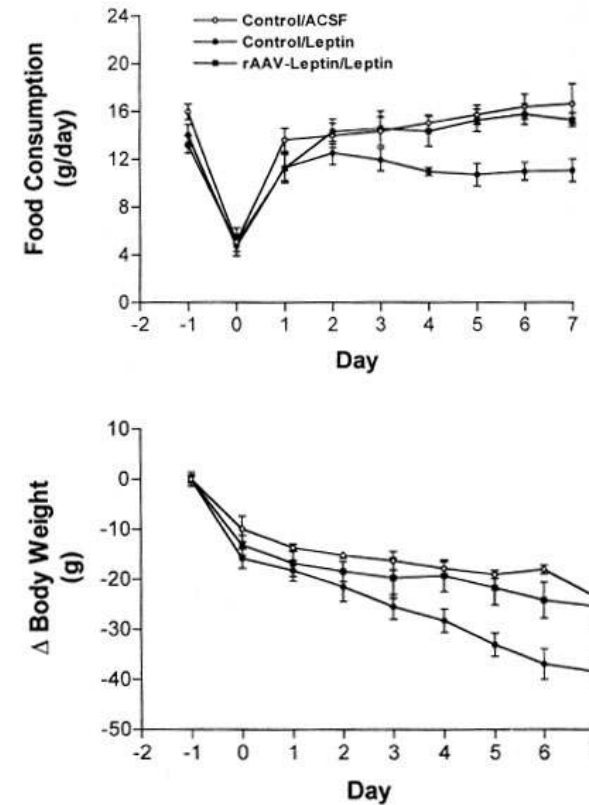 Control/ACSF
Control/Leptin
rAAV-Leptin/Leptin
Food Consumption
(g/day)
24
20
16
12
8
4
0
-2 -1 0 1 2 3 4 5 6 7
Day
Δ Body Weight
(g)
10
0
-10
-20
-30
-40
-50
-2 -1 0 1 2 3 4 5 6 7
Day